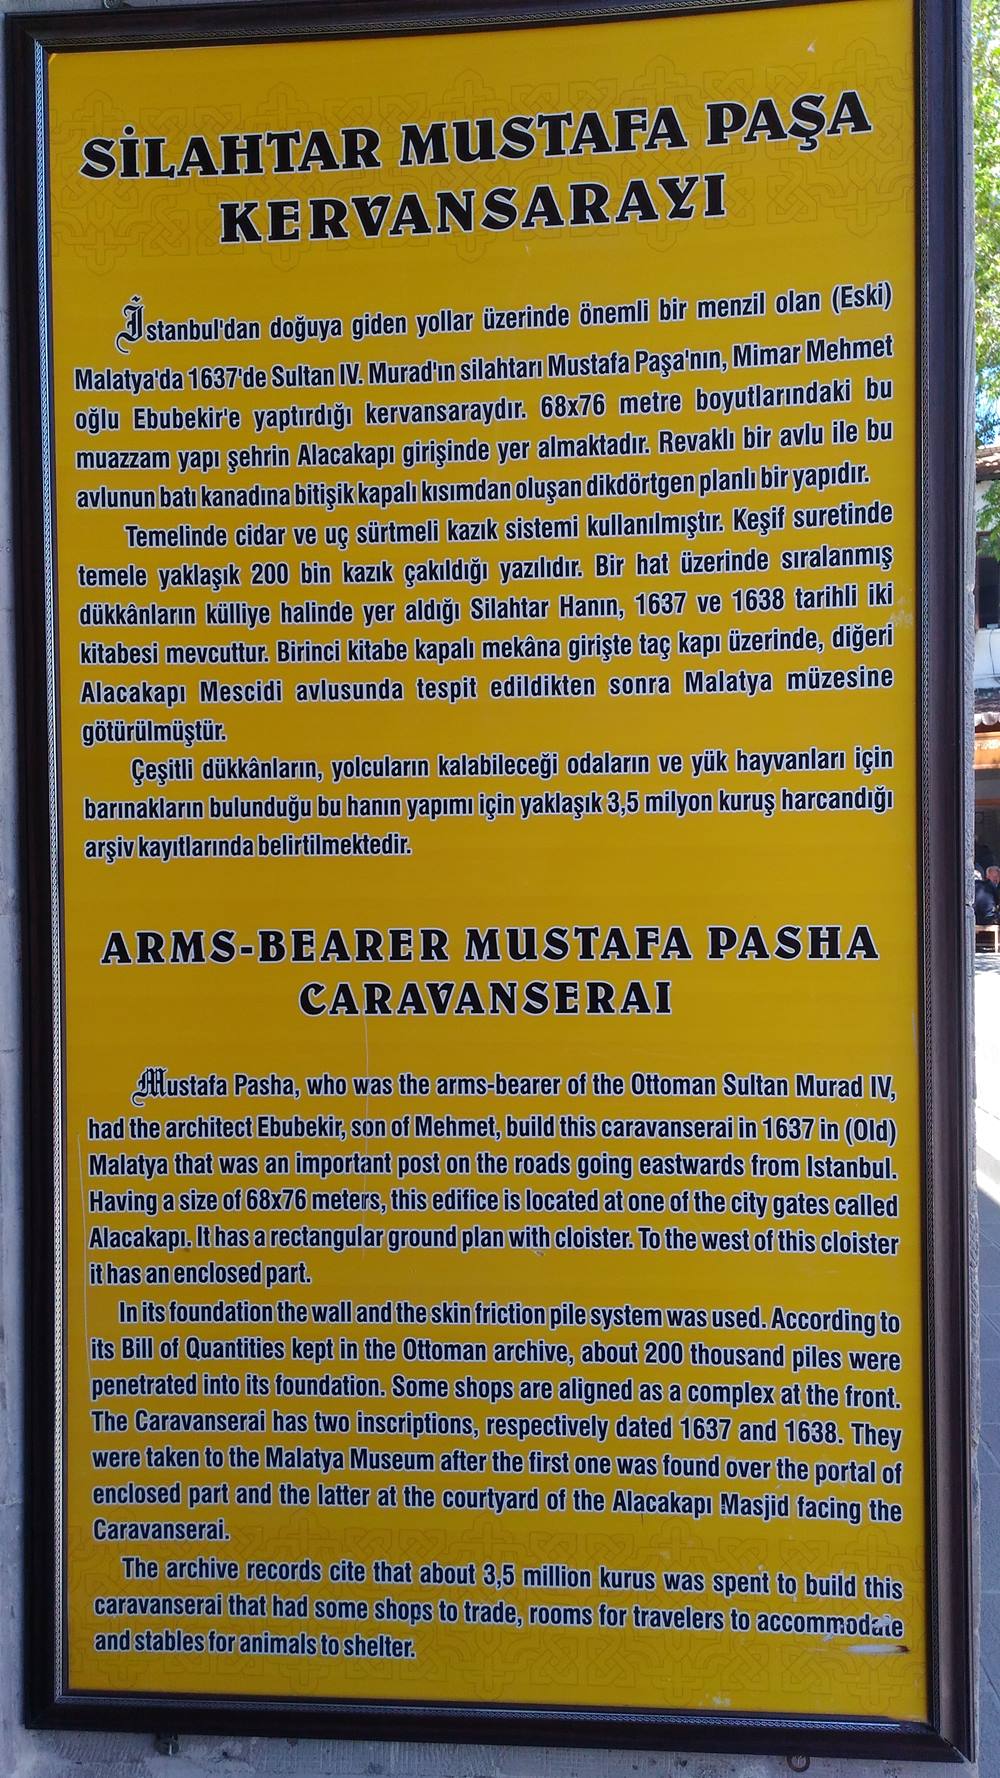 SİLAHTAR MUSTAFA PAŞA
KERVANSARAYI
İstanbul'dan doğuya giden yollar üzerinde önemli bir menzil olan (Eski)
Malatya'da 1637'de Sultan IV. Murad'ın silahtarı Mustafa Paşa'nın, Mimar Mehmet
oğlu Ebubekir'e yaptırdığı kervansaraydır. 68x76 metre boyutlarındaki bu
muazzam yapı şehrin Alacakapı girişinde yer almaktadır. Revaklı bir avlu ile bu
avlunun batı kanadına bitişik kapalı kısımdan oluşan dikdörtgen planlı bir yapıdır.
Temelinde cidar ve uç sürtmeli kazık sistemi kullanılmıştır. Keşif suretinde
temele yaklaşık 200 bin kazık çakıldığı yazılıdır. Bir hat üzerinde sıralanmış
dükkânların külliye halinde yer aldığı Silahtar Hanın, 1637 ve 1638 tarihli iki
kitabesi mevcuttur. Birinci kitabe kapalı mekâna girişte taç kapı üzerinde, diğeri
Alacakapı Mescidi avlusunda tespit edildikten sonra Malatya müzesine
götürülmüştür.
Çeşitli dükkânların, yolcuların kalabileceği odaların ve yük hayvanları için
barınakların bulunduğu bu hanın yapımı için yaklaşık 3,5 milyon kuruş harcandığı
arşiv kayıtlarında belirtilmektedir.
ARMS-BEARER MUSTAFA PASHA
CARAVANSERAI
Mustafa Pasha, who was the arms-bearer of the Ottoman Sultan Murad IV,
had the architect Ebubekir, son of Mehmet, build this caravanserai in 1637 in (Old)
Malatya that was an important post on the roads going eastwards from Istanbul.
Having a size of 68x76 meters, this edifice is located at one of the city gates called
Alacakapı. It has a rectangular ground plan with cloister. To the west of this cloister
it has an enclosed part.
In its foundation the wall and the skin friction pile system was used. According to
its Bill of Quantities kept in the Ottoman archive, about 200 thousand piles were
penetrated into its foundation. Some shops are aligned as a complex at the front.
The Caravanserai has two inscriptions, respectively dated 1637 and 1638. They
were taken to the Malatya Museum after the first one was found over the portal of
enclosed part and the latter at the courtyard of the Alacakapı Masjid facing the
Caravanserai.
The archive records cite that about 3,5 million kurus was spent to build this
caravanserai that had some shops to trade, rooms for travelers to accommodate
and stables for animals to shelter.